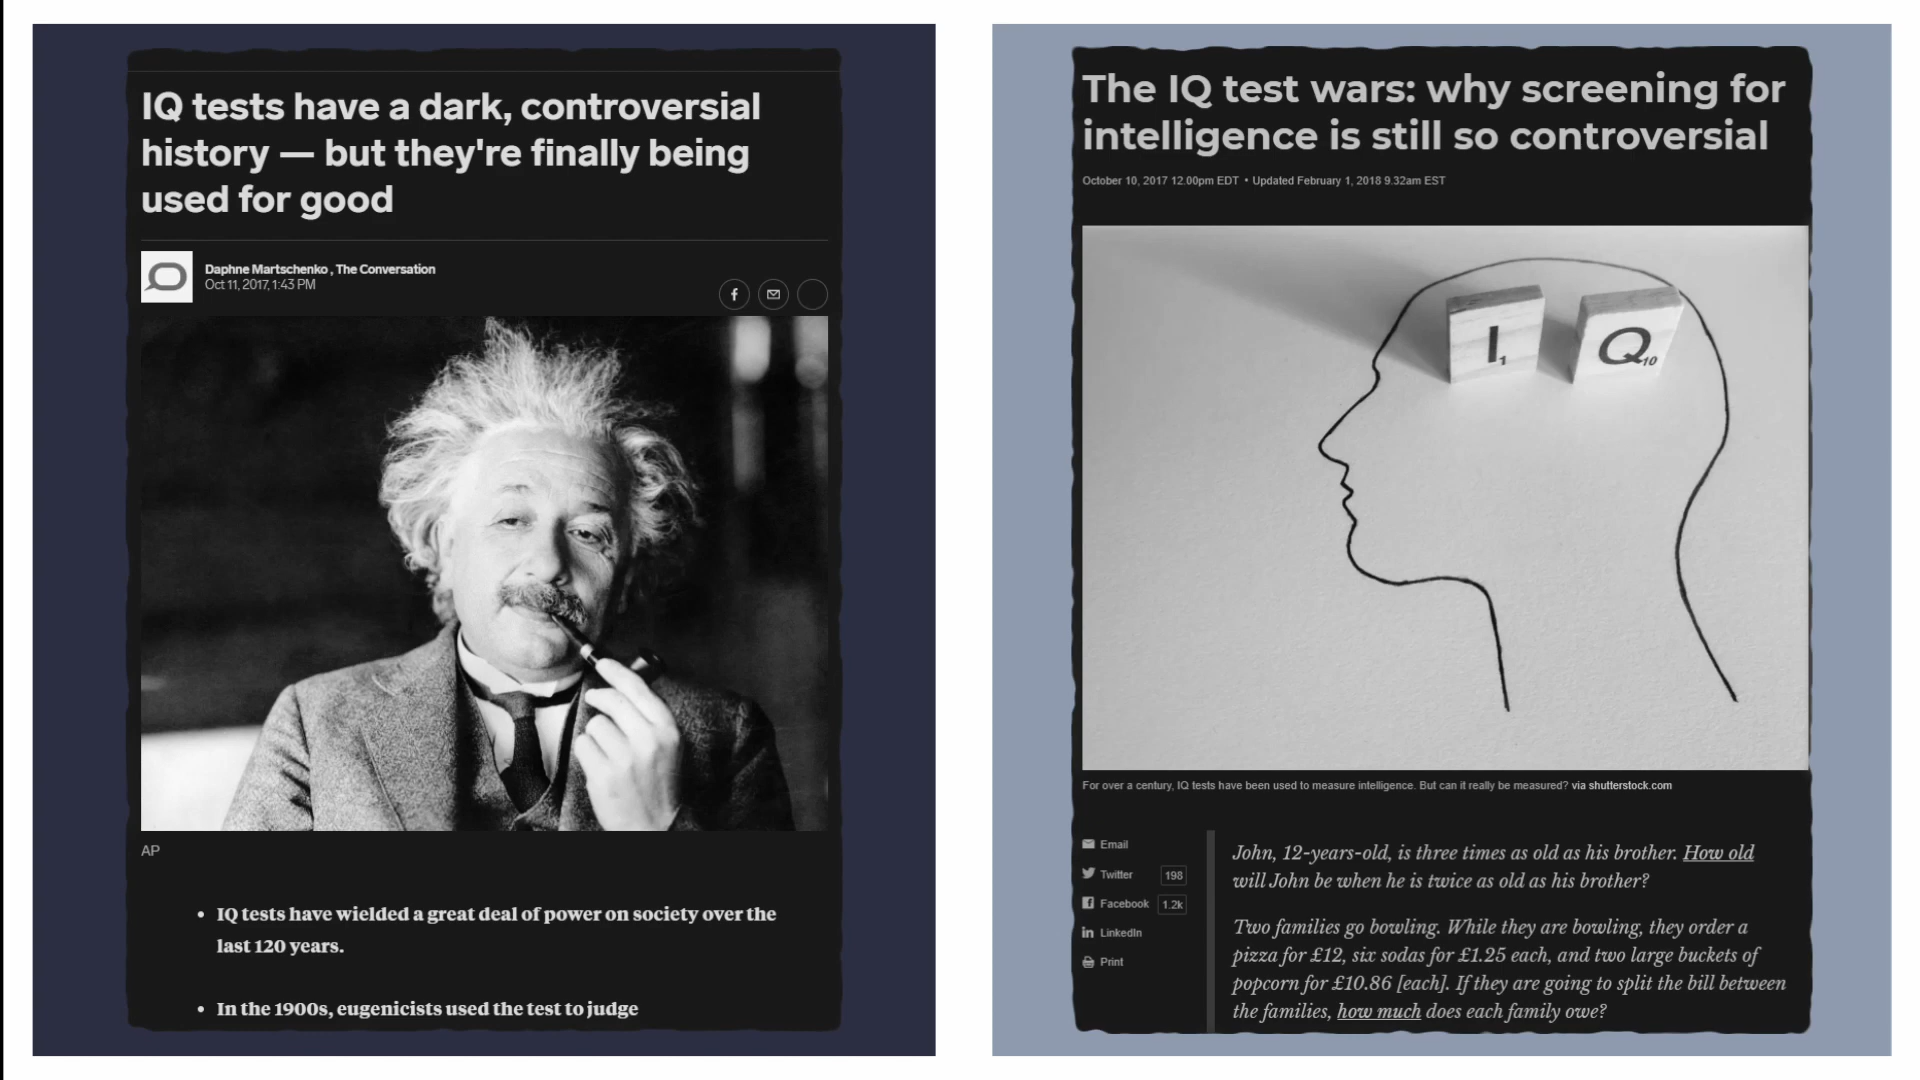 IQ tests have a dark, controversial
history — but they're finally being
used for good
Daphne Martschenko , The Conversation
Oct 11, 2017, 1:43 PM
AP
• IQ tests have wielded a great deal of power on society over the
last 120 years.
• In the 1900s, eugenicists used the test to judge
The IQ test wars: why screening for
intelligence is still so controversial
October 10, 2017 12.00pm EDT • Updated February 1, 2018 9.32am EST
I1 Q10
For over a century, IQ tests have been used to measure intelligence. But can it really be measured? via shutterstock.com
Email
Twitter 198
Facebook 1.2k
LinkedIn
Print
John, 12-years-old, is three times as old as his brother. How old
will John be when he is twice as old as his brother?
Two families go bowling. While they are bowling, they order a
pizza for £12, six sodas for £1.25 each, and two large buckets of
popcorn for £10.86 [each]. If they are going to split the bill between
the families, how much does each family owe?